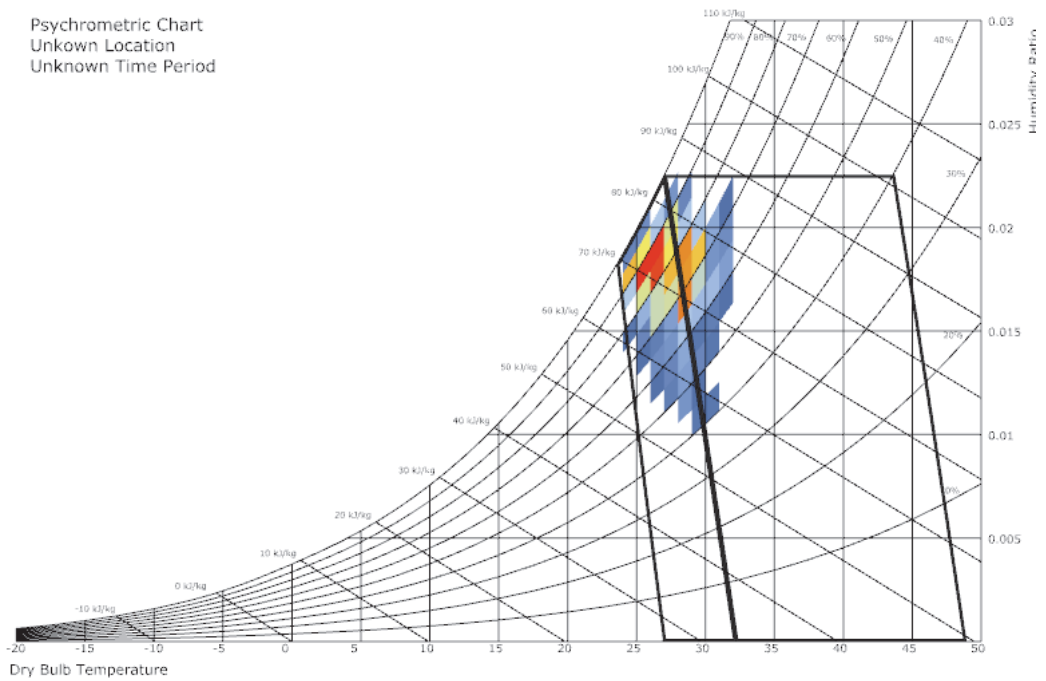 Psychrometric Chart
Unkown Location
Unknown Time Period
110 kJ/kg
0.03
90%
80%
70%
60%
50%
40%
Humidity Ratio
100 kJ/kg
0.025
90 kJ/kg
30%
80 kJ/kg
0.02
70 kJ/kg
60 kJ/kg
0.015
20%
50 kJ/kg
40 kJ/kg
0.01
30 kJ/kg
0%
20 kJ/kg
0.005
10 kJ/kg
0 kJ/kg
-10 kJ/kg
-20 -15 -10 -5 0 5 10 15 20 25 30 35 40 45 50
Dry Bulb Temperature